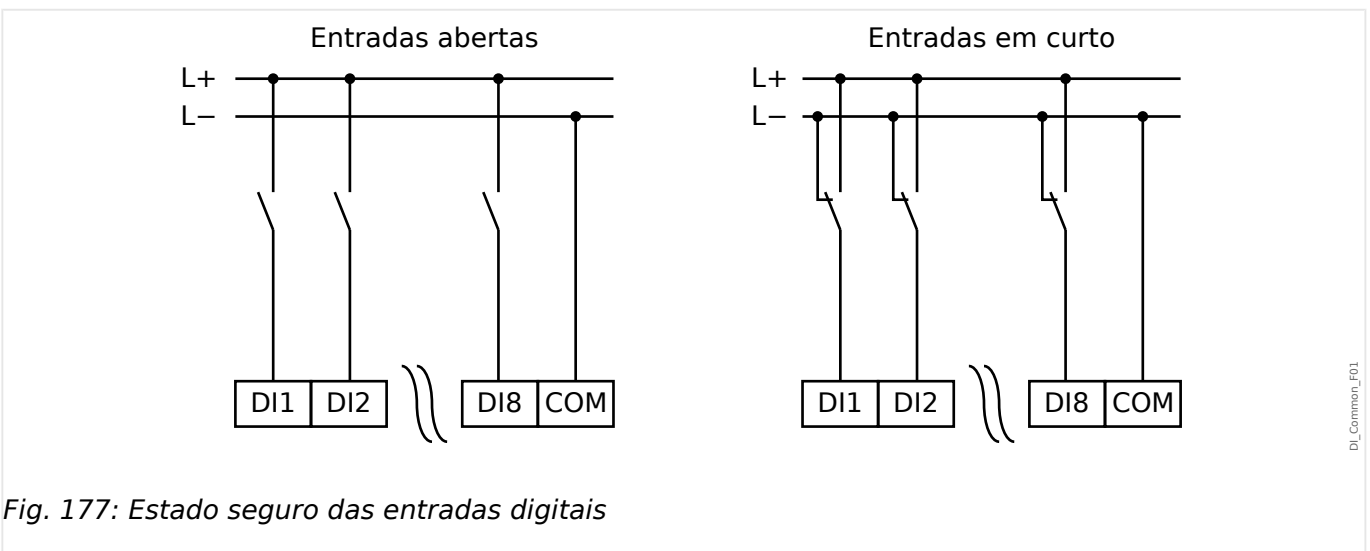 Entradas abertas
L+
L−
DI1 DI2 DI8 COM
Entradas em curto
L+
L−
DI1 DI2 DI8 COM
DI_Common_F01
Fig. 177: Estado seguro das entradas digitais